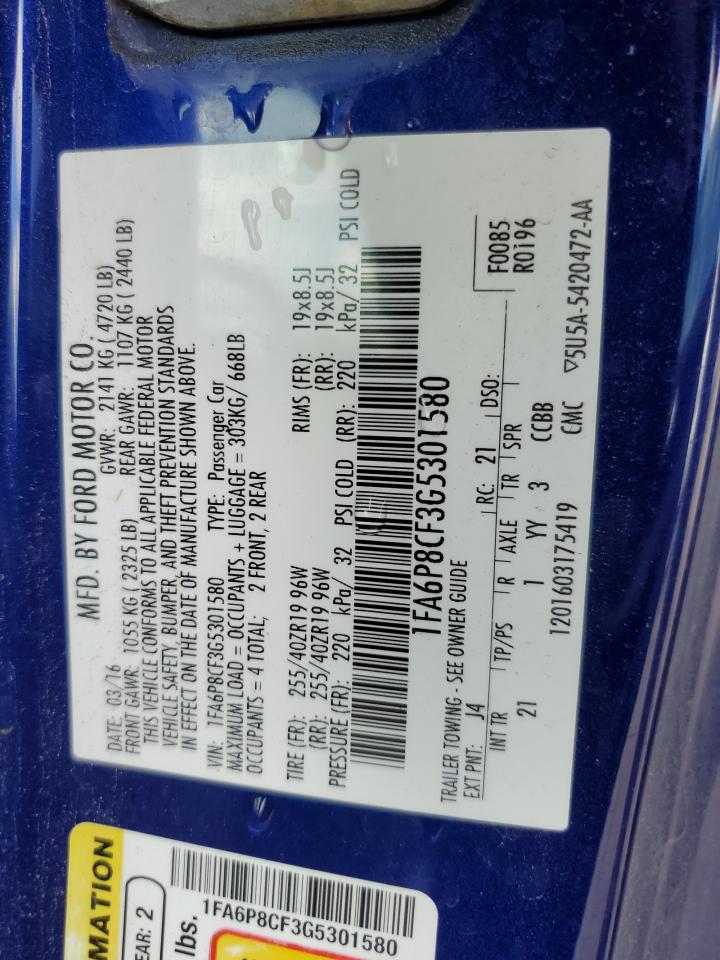 MFD. BY FORD MOTOR CO.
DATE: 03/16 GVWR: 2141 KG ( 4720 LB)
FRONT GAWR: 1055 KG ( 2325 LB) REAR GAWR: 1107 KG ( 2440 LB)
THIS VEHICLE CONFORMS TO ALL APPLICABLE FEDERAL MOTOR
VEHICLE SAFETY, BUMPER, AND THEFT PREVENTION STANDARDS
IN EFFECT ON THE DATE OF MANUFACTURE SHOWN ABOVE.
VIN: 1FA6P8CF3G5301580 TYPE: Passenger Car
MAXIMUM LOAD = OCCUPANTS + LUGGAGE = 303KG/ 668LB
OCCUPANTS = 4 TOTAL; 2 FRONT, 2 REAR
TIRE (FR): 255/40ZR19 96W RIMS (FR): 19x8.5J
(RR): 255/40ZR19 96W (RR): 19x8.5J
PRESSURE (FR): 220 kPa/ 32 PSI COLD (RR): 220 kPa/ 32 PSI COLD
1FA6P8CF3G5301580
TRAILER TOWING - SEE OWNER GUIDE
EXT PNT: J4 RC: 21 DSO: F0085
R0196
INT TR TP/PS R AXLE TR SPR
21 1 YY 3 CCBB
1201603175419 CMC ▽5U5A-5420472-AA
MATION
EAR: 2
lbs.
1FA6P8CF3G5301580